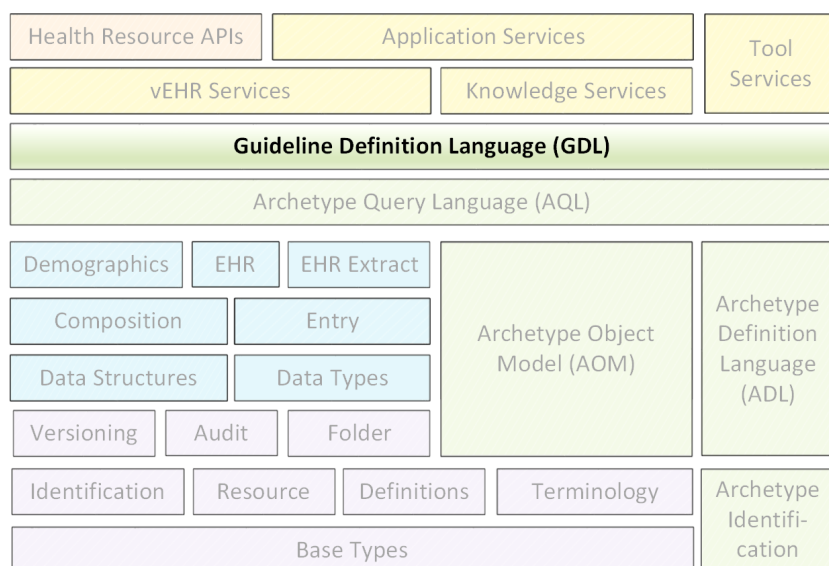 Health Resource APIs
Application Services
Tool
Services
vEHR Services
Knowledge Services
Guideline Definition Language (GDL)
Archetype Query Language (AQL)
Demographics
EHR
EHR Extract
Composition
Entry
Data Structures
Data Types
Archetype Object
Model (AOM)
Archetype
Definition
Language
(ADL)
Versioning
Audit
Folder
Identification
Resource
Definitions
Terminology
Archetype
Identifi-
cation
Base Types